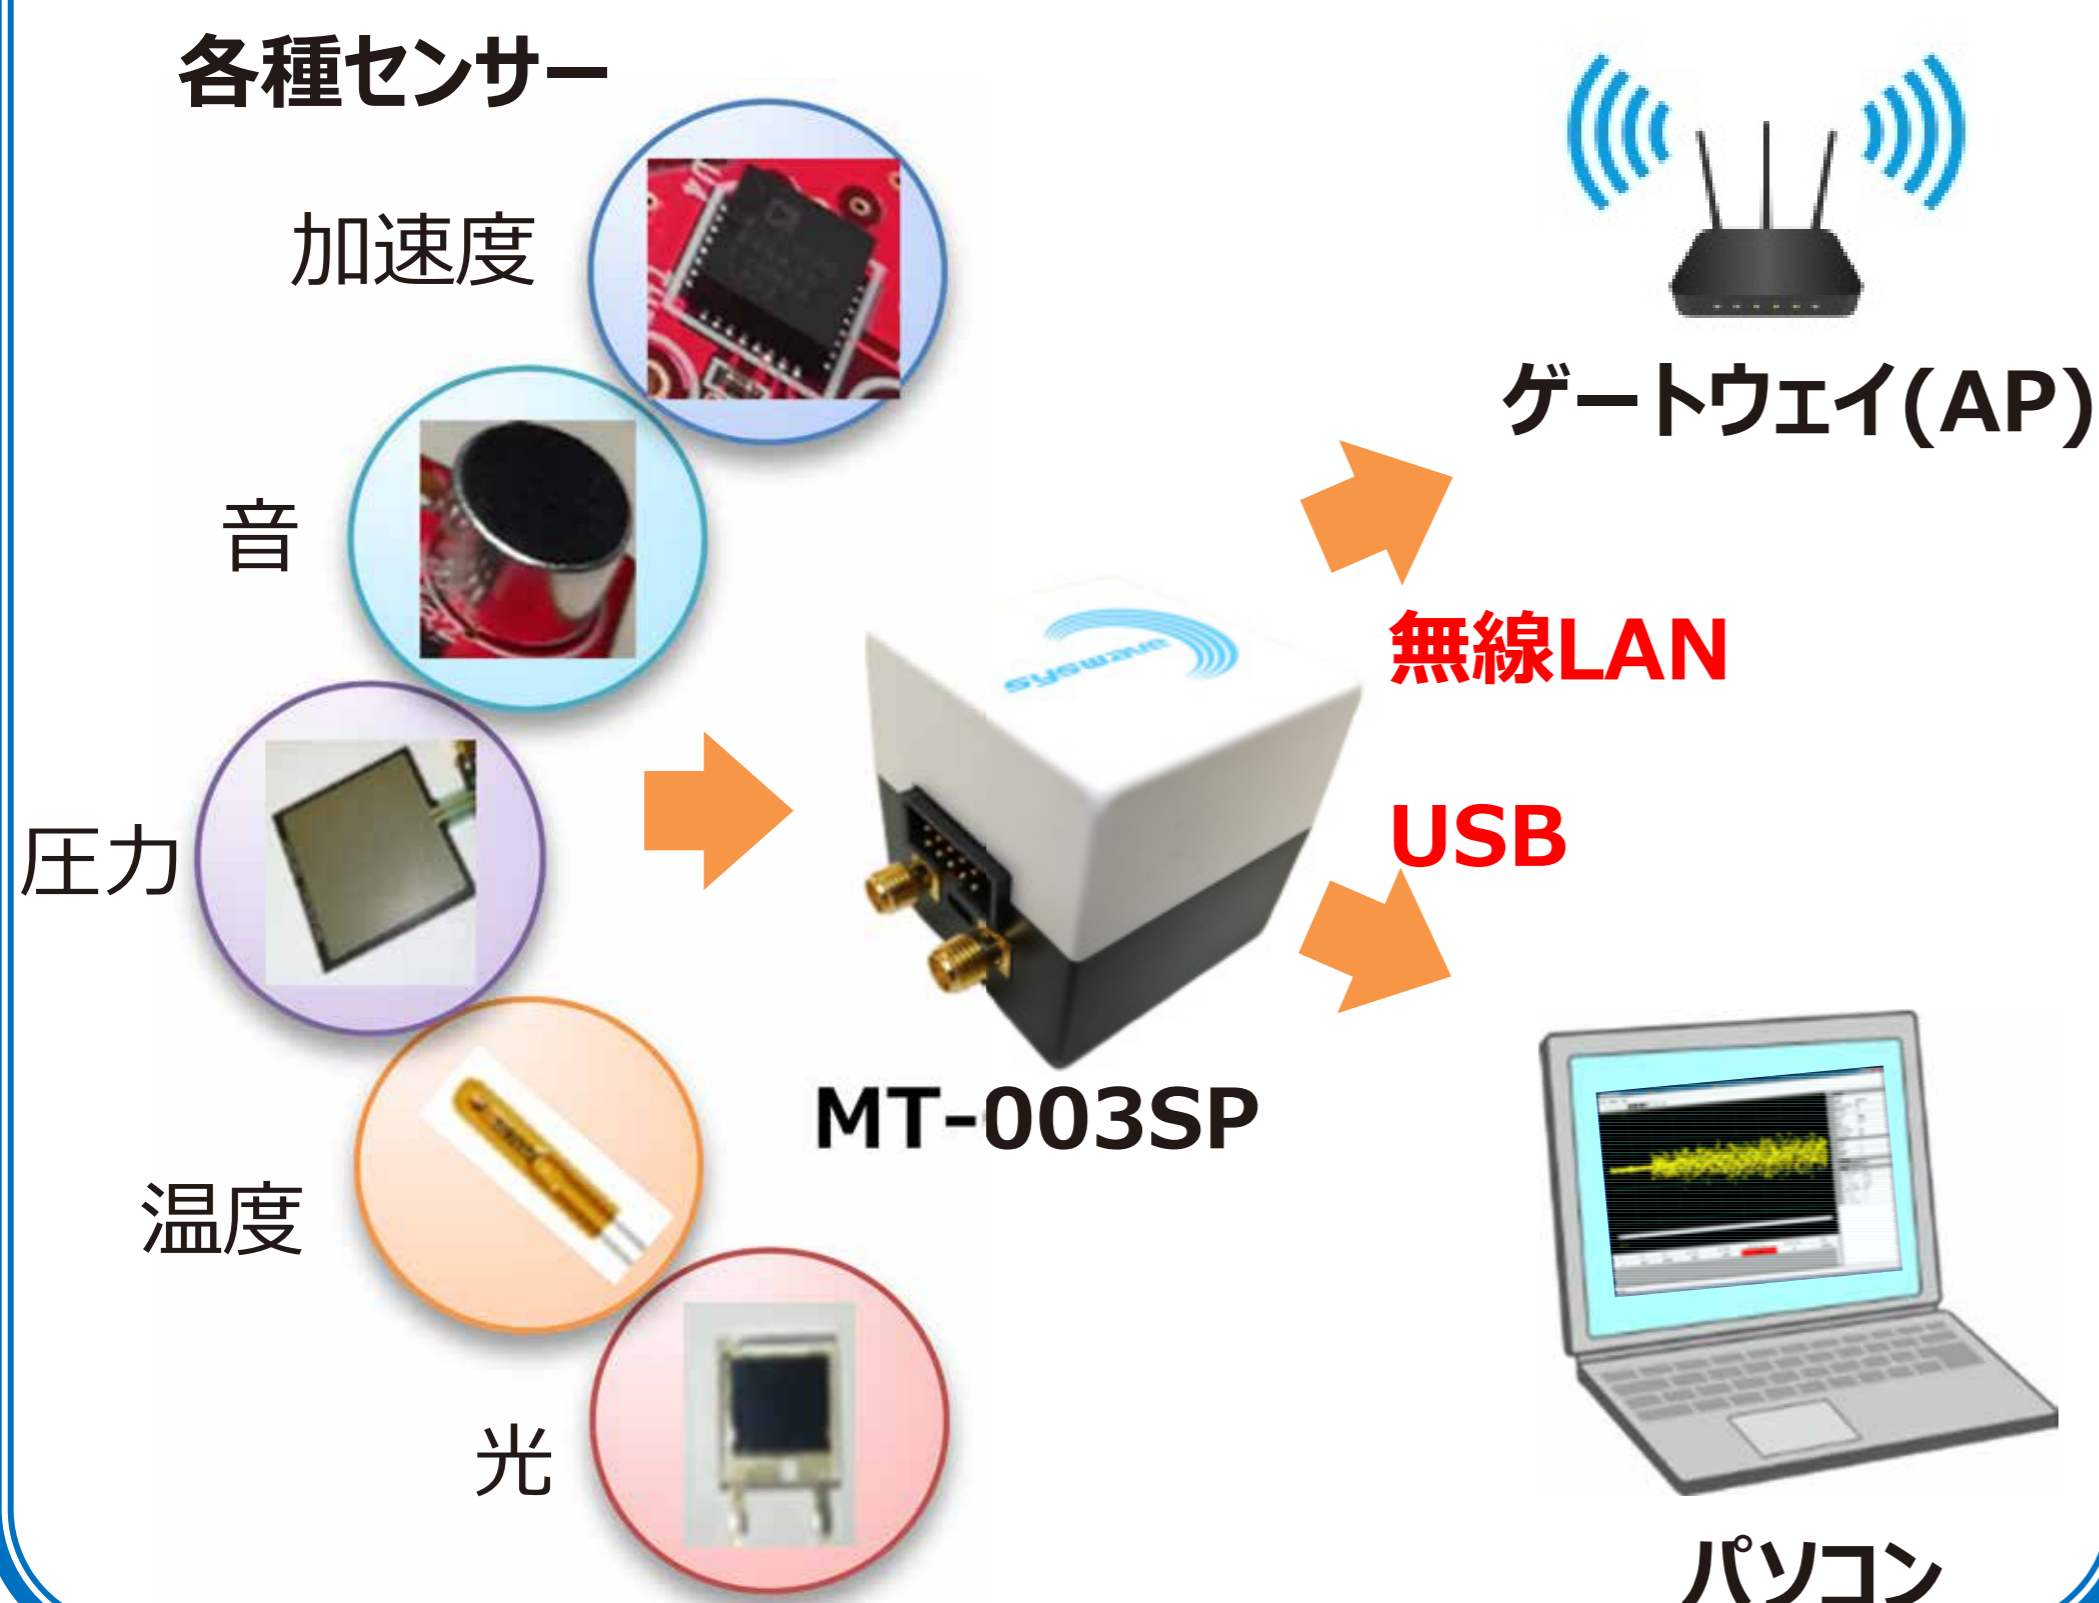 各種センサー
加速度
音
圧力
温度
光
MT-003SP
ゲートウェイ(AP)
無線LAN
USB
パソコン